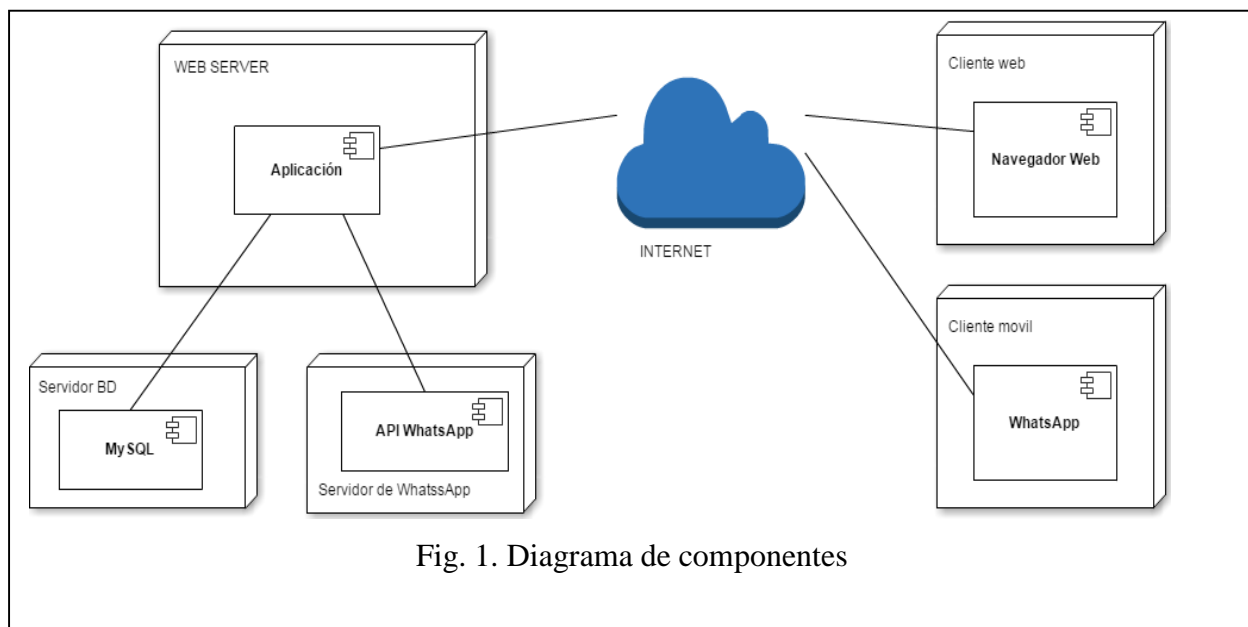 WEB SERVER
Aplicación
INTERNET
Cliente web
Navegador Web
Servidor BD
MySQL
API WhatsApp
Servidor de WhatssApp
Cliente movil
WhatsApp
Fig. 1. Diagrama de componentes